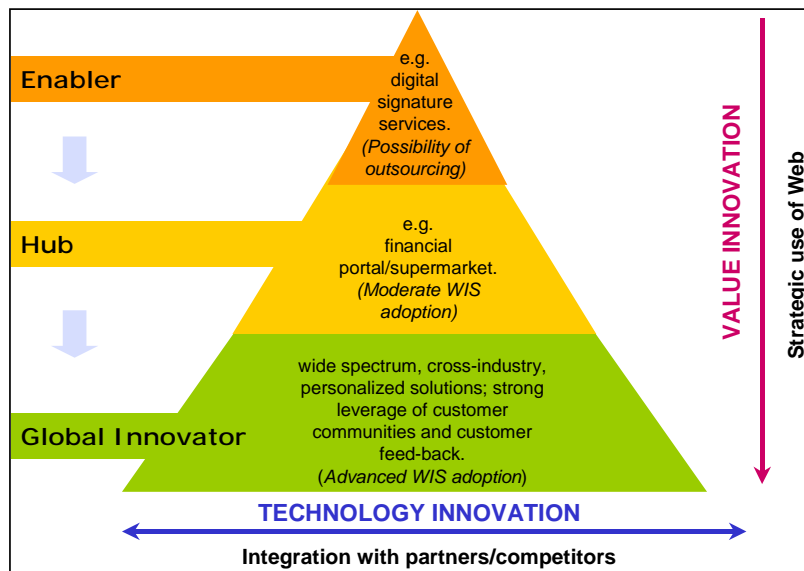 Enabler
e.g.
digital
signature
services.
(Possibility of
outsourcing)
Hub
e.g.
financial
portal/supermarket.
(Moderate WIS
adoption)
Global Innovator
wide spectrum, cross-industry,
personalized solutions; strong
leverage of customer
communities and customer
feed-back.
(Advanced WIS adoption)
VALUE INNOVATION
Strategic use of Web
TECHNOLOGY INNOVATION
Integration with partners/competitors